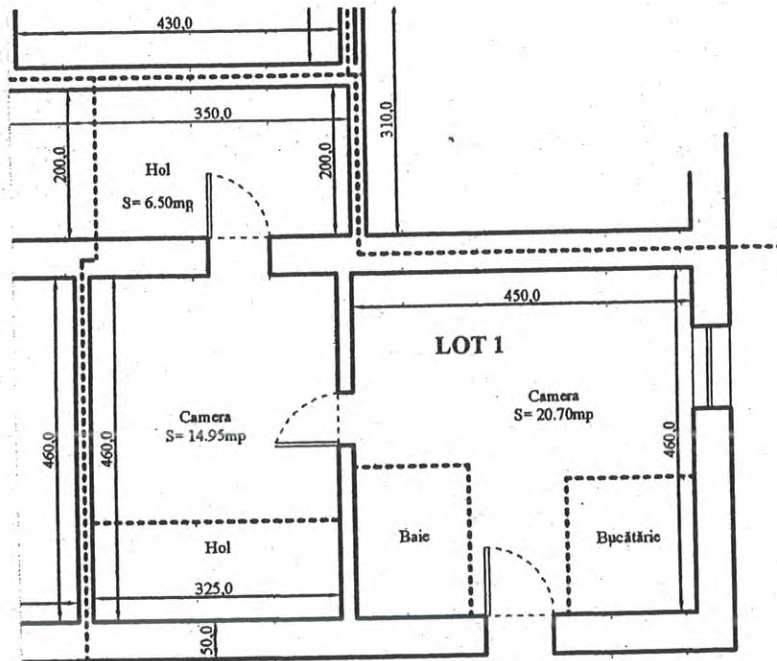 430,0
310,0
350,0
200,0
200,0
Hol
S= 6.50mp
450,0
LOT 1
Camera
S= 20.70mp
Camera
S= 14.95mp
460,0
460,0
460,0
Baie
Bucătărie
Hol
325,0
50,0